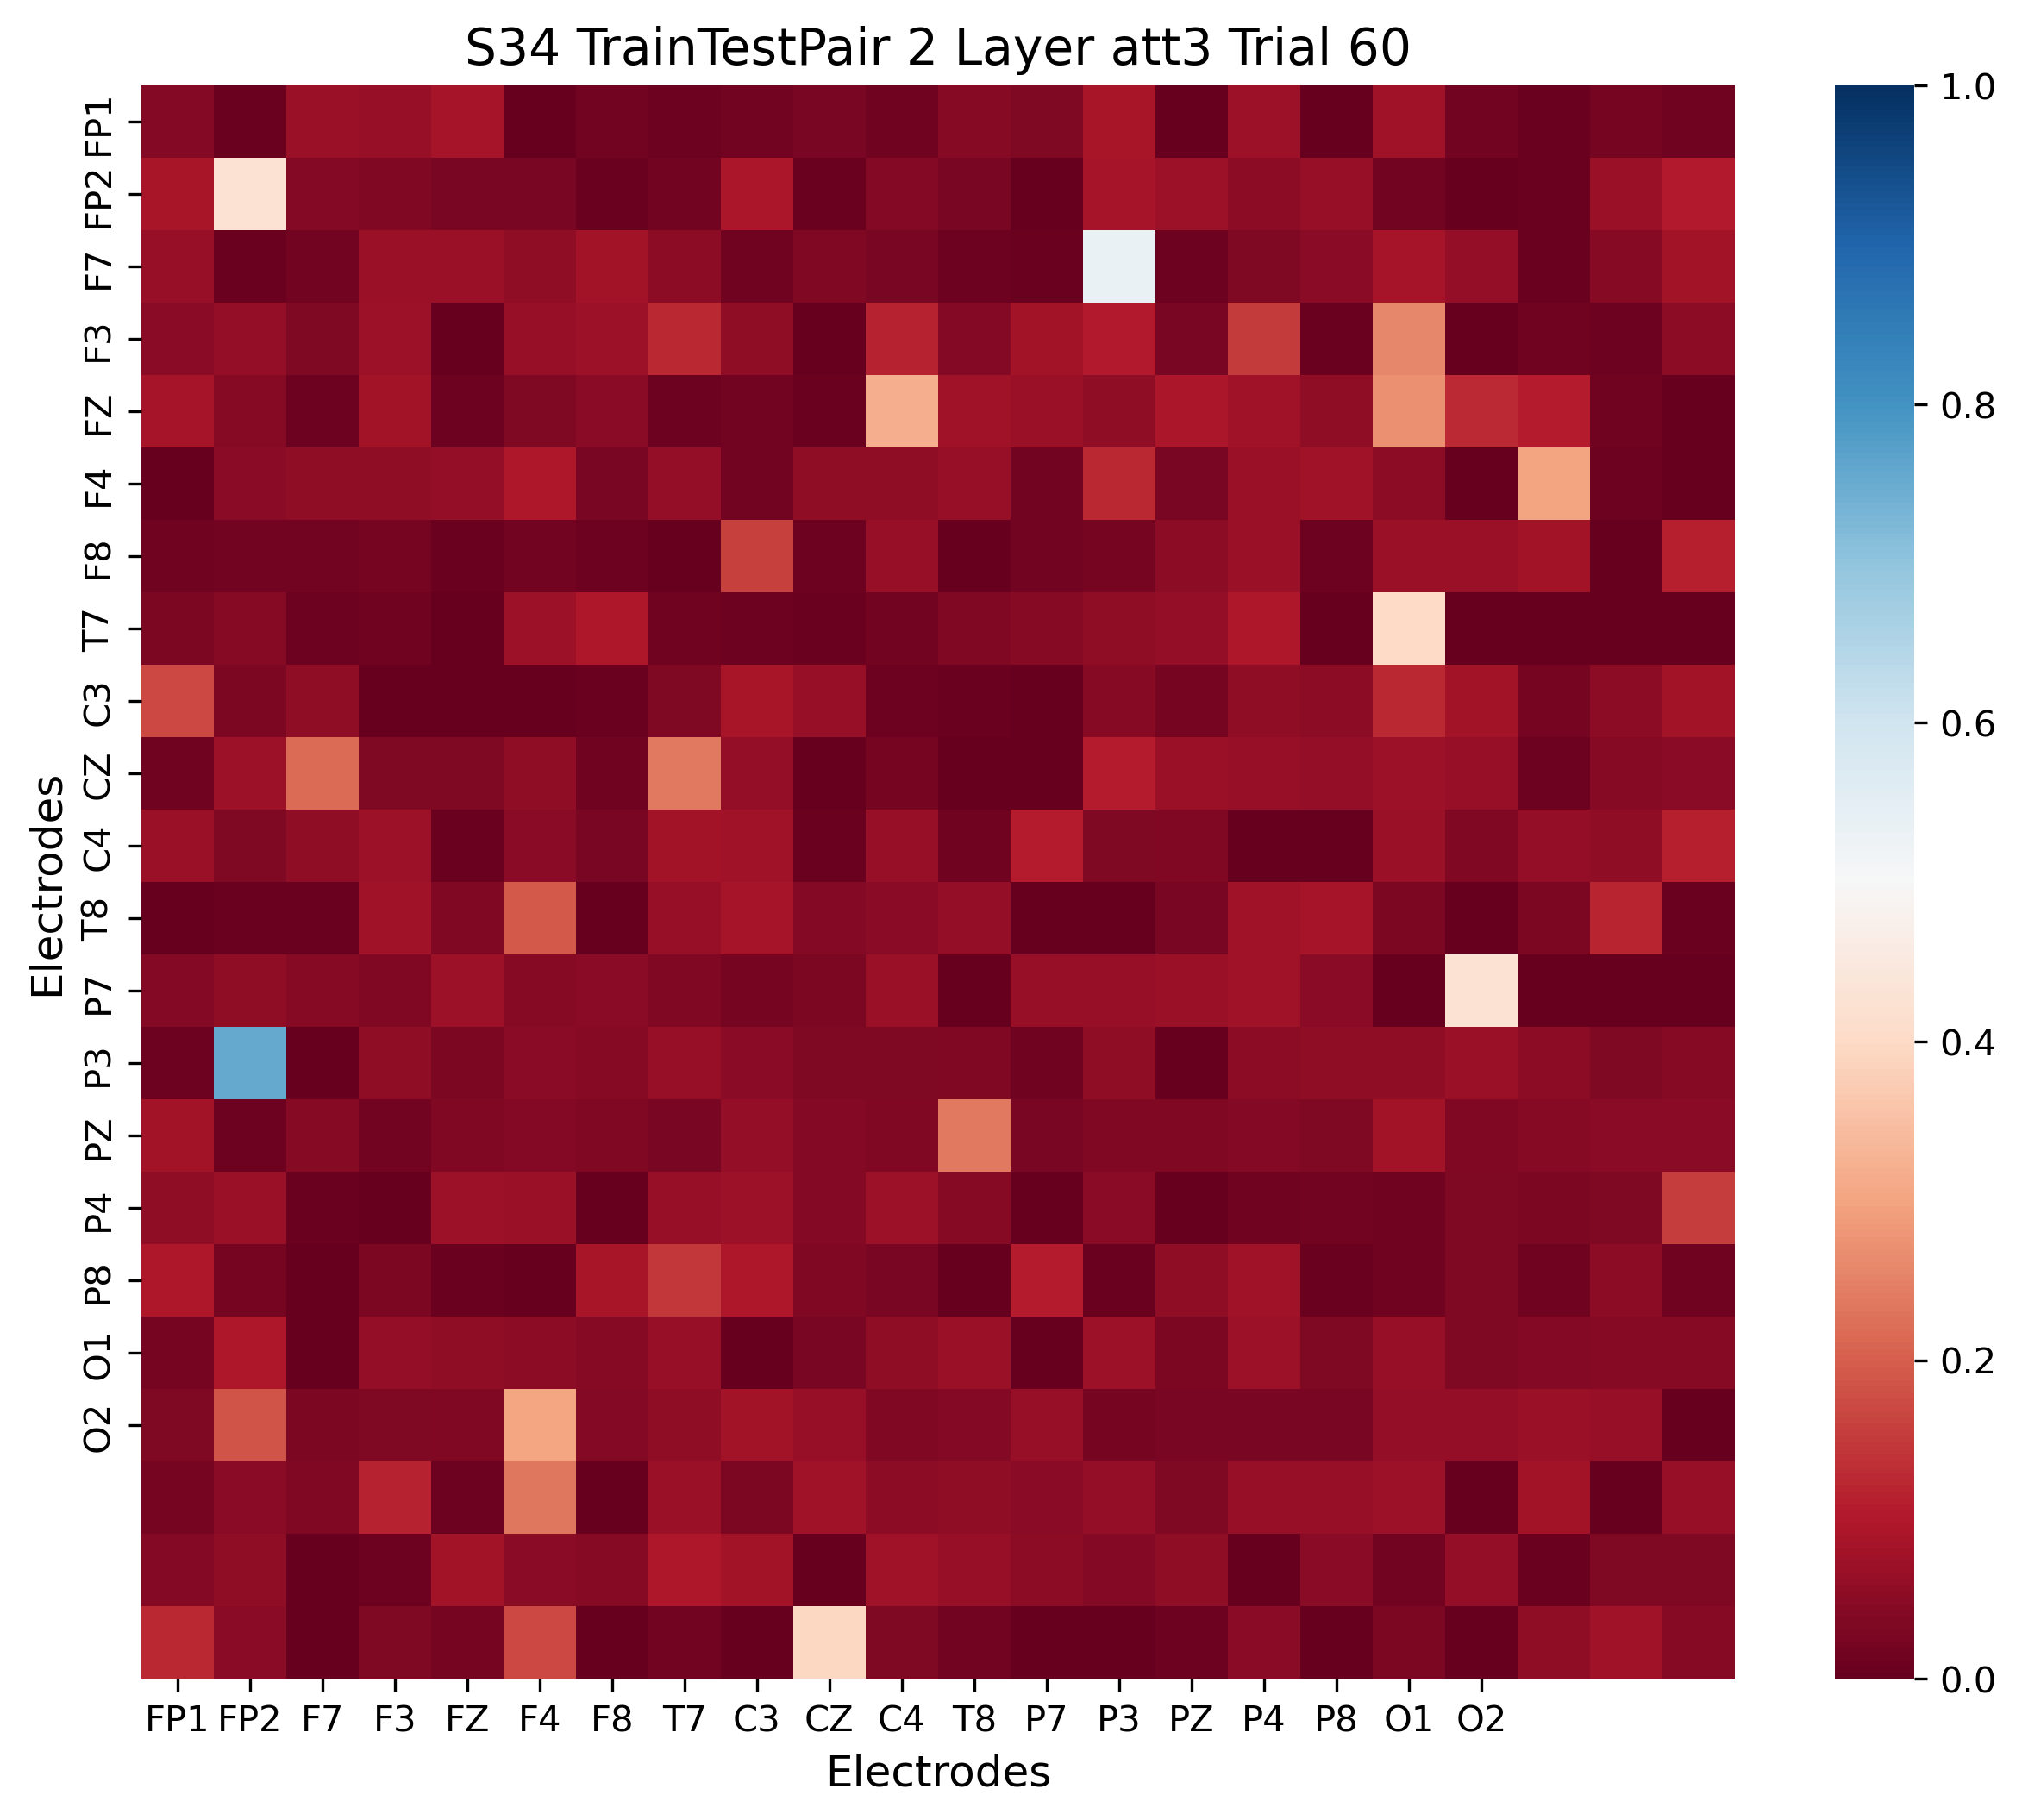 S34 TrainTestPair 2 Layer att3 Trial 60
Electrodes
FP1
FP2
F7
F3
FZ
F4
F8
T7
C3
CZ
C4
T8
P7
P3
PZ
P4
P8
O1
O2
FP1 FP2 F7 F3 FZ F4 F8 T7 C3 CZ C4 T8 P7 P3 PZ P4 P8 O1 O2
Electrodes
1.0
0.8
0.6
0.4
0.2
0.0